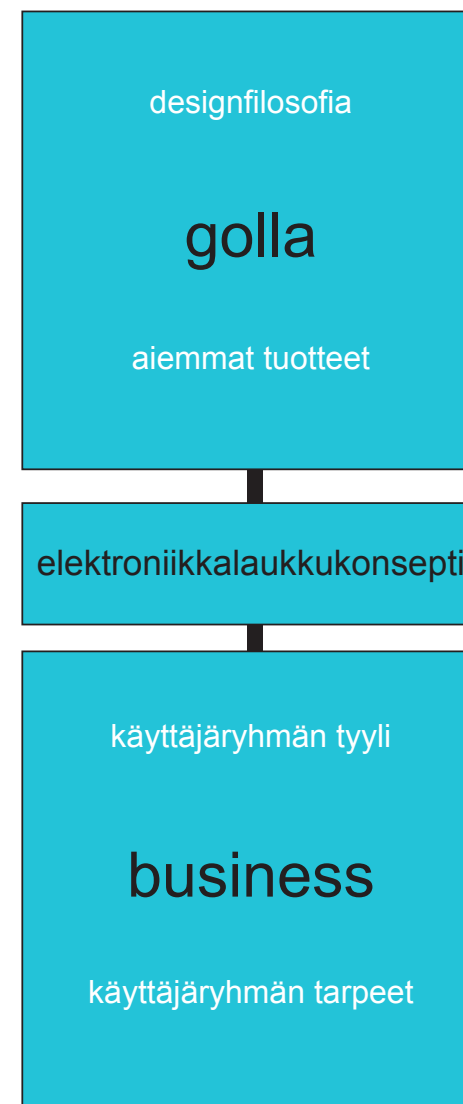 designfilosofia
golla
aiemmat tuotteet
elektroniikkalaukkukonsepti
käyttäjäryhmän tyyli
business
käyttäjäryhmän tarpeet